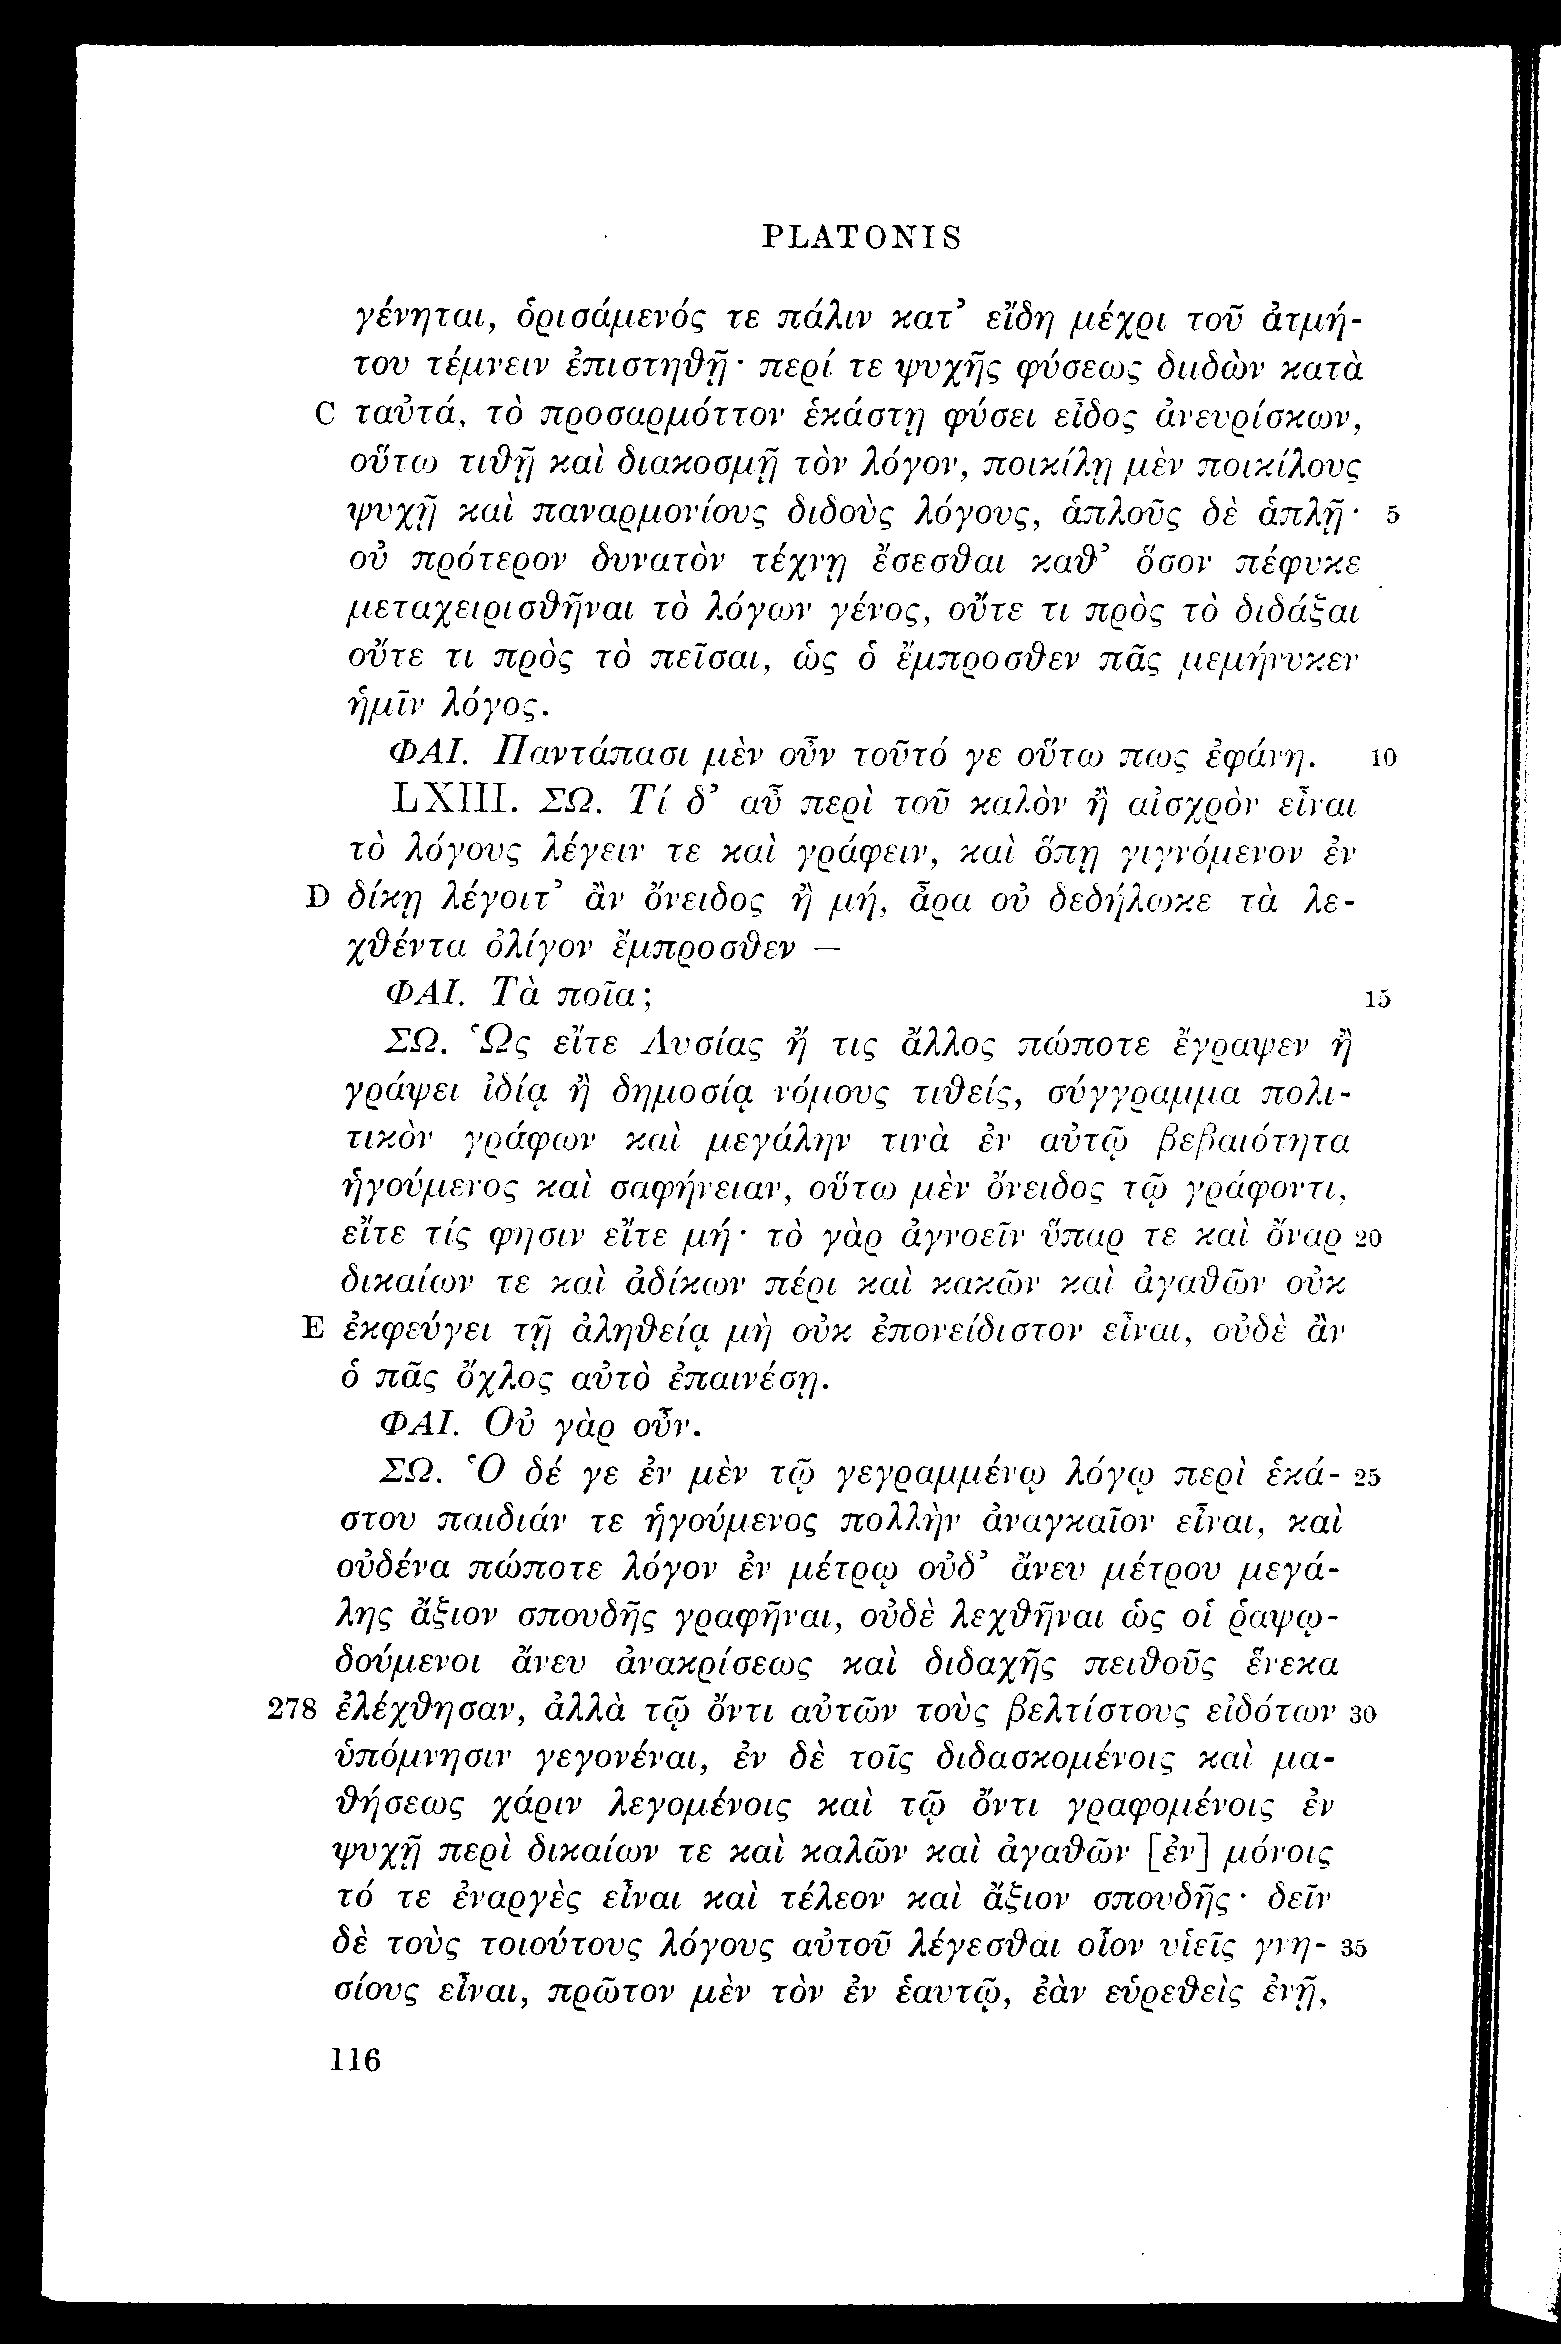 PLATONIS
γένηται, ὁρισάμενός τε πάλιν κατ’ εἴδη μέχρι τοῦ ἀτμή-
του τέμνειν ἐπιστηθῇ· περί τε ψυχῆς φύσεως διιδὼν κατὰ
C ταὐτά, τὸ προσαρμόττον ἑκάστῃ φύσει εἶδος ἀνευρίσκων,
οὕτω τιθῇ καὶ διακοσμῇ τὸν λόγον, ποικίλῃ μὲν ποικίλους
ψυχῇ καὶ παναρμονίους διδοὺς λόγους, ἁπλοῦς δὲ ἁπλῇ· 5
οὐ πρότερον δυνατὸν τέχνῃ ἔσεσθαι καθ’ ὅσον πέφυκε
μεταχειρισθῆναι τὸ λόγων γένος, οὔτε τι πρὸς τὸ διδάξαι
οὔτε τι πρὸς τὸ πεῖσαι, ὡς ὁ ἔμπροσθεν πᾶς μεμήνυκεν
ἡμῖν λόγος.
ΦΑΙ. Παντάπασι μὲν οὖν τοῦτό γε οὕτω πως ἐφάνη. 10
LXIII. ΣΩ. Τί δ’ αὖ περὶ τοῦ καλὸν ἢ αἰσχρὸν εἶναι
τὸ λόγους λέγειν τε καὶ γράφειν, καὶ ὅπῃ γιγνόμενον ἐν
D δίκῃ λέγοιτ’ ἂν ὄνειδος ἢ μή, ἆρα οὐ δεδήλωκε τὰ λε-
χθέντα ὀλίγον ἔμπροσθεν —
ΦΑΙ. Τὰ ποῖα; 15
ΣΩ. Ὡς εἴτε Λυσίας ἤ τις ἄλλος πώποτε ἔγραψεν ἢ
γράψει ἰδίᾳ ἢ δημοσίᾳ νόμους τιθείς, σύγγραμμα πολι-
τικὸν γράφων καὶ μεγάλην τινὰ ἐν αὐτῷ βεβαιότητα
ἡγούμενος καὶ σαφήνειαν, οὕτω μὲν ὄνειδος τῷ γράφοντι,
εἴτε τίς φησιν εἴτε μή· τὸ γὰρ ἀγνοεῖν ὕπαρ τε καὶ ὄναρ 20
δικαίων τε καὶ ἀδίκων πέρι καὶ κακῶν καὶ ἀγαθῶν οὐκ
E ἐκφεύγει τῇ ἀληθείᾳ μὴ οὐκ ἐπονείδιστον εἶναι, οὐδὲ ἂν
ὁ πᾶς ὄχλος αὐτὸ ἐπαινέσῃ.
ΦΑΙ. Οὐ γὰρ οὖν.
ΣΩ. Ὁ δέ γε ἐν μὲν τῷ γεγραμμένῳ λόγῳ περὶ ἑκά- 25
στου παιδιάν τε ἡγούμενος πολλὴν ἀναγκαῖον εἶναι, καὶ
οὐδένα πώποτε λόγον ἐν μέτρῳ οὐδ’ ἄνευ μέτρου μεγά-
λης ἄξιον σπουδῆς γραφῆναι, οὐδὲ λεχθῆναι ὡς οἱ ῥαψῳ-
δούμενοι ἄνευ ἀνακρίσεως καὶ διδαχῆς πειθοῦς ἕνεκα
278 ἐλέχθησαν, ἀλλὰ τῷ ὄντι αὐτῶν τοὺς βελτίστους εἰδότων 30
ὑπόμνησιν γεγονέναι, ἐν δὲ τοῖς διδασκομένοις καὶ μα-
θήσεως χάριν λεγομένοις καὶ τῷ ὄντι γραφομένοις ἐν
ψυχῇ περὶ δικαίων τε καὶ καλῶν καὶ ἀγαθῶν [ἐν] μόνοις
τό τε ἐναργὲς εἶναι καὶ τέλεον καὶ ἄξιον σπουδῆς· δεῖν
δὲ τοὺς τοιούτους λόγους αὐτοῦ λέγεσθαι οἷον υἱεῖς γνη- 35
σίους εἶναι, πρῶτον μὲν τὸν ἐν ἑαυτῷ, ἐὰν εὑρεθεὶς ἐνῇ,
116